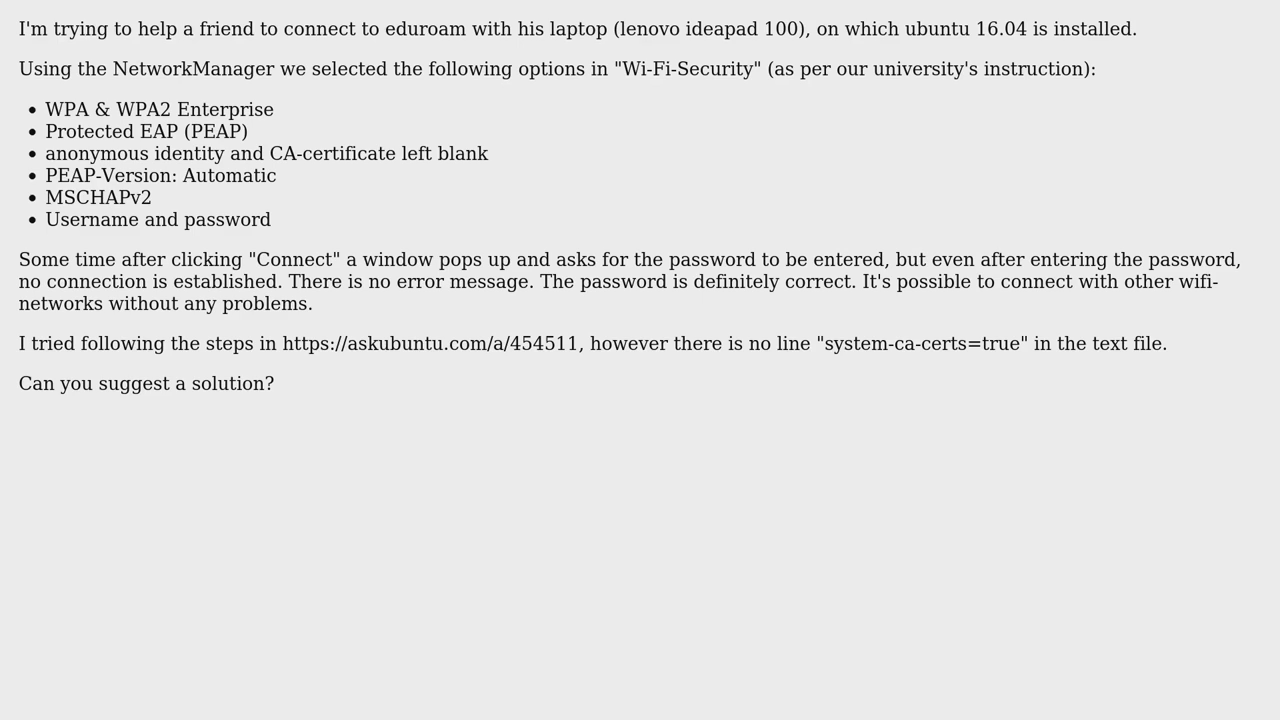 I'm trying to help a friend to connect to eduroam with his laptop (lenovo ideapad 100), on which ubuntu 16.04 is installed.
Using the NetworkManager we selected the following options in "Wi-Fi-Security" (as per our university's instruction):
• WPA & WPA2 Enterprise
• Protected EAP (PEAP)
• anonymous identity and CA-certificate left blank
• PEAP-Version: Automatic
• MSCHAPv2
• Username and password
Some time after clicking "Connect" a window pops up and asks for the password to be entered, but even after entering the password,
no connection is established. There is no error message. The password is definitely correct. It's possible to connect with other wifi-
networks without any problems.
I tried following the steps in https://askubuntu.com/a/454511, however there is no line "system-ca-certs=true" in the text file.
Can you suggest a solution?